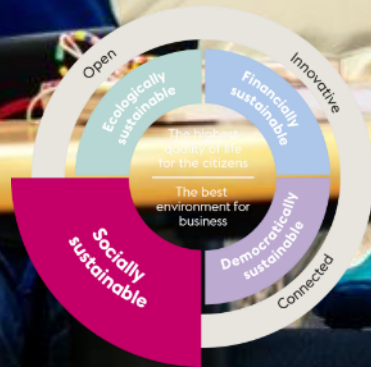 Open
Innovative
Ecologically
sustainable
Financially
sustainable
The highest
quality of life
for the citizens
The best
environment for
business
Socially
sustainable
Democratically
sustainable
Connected